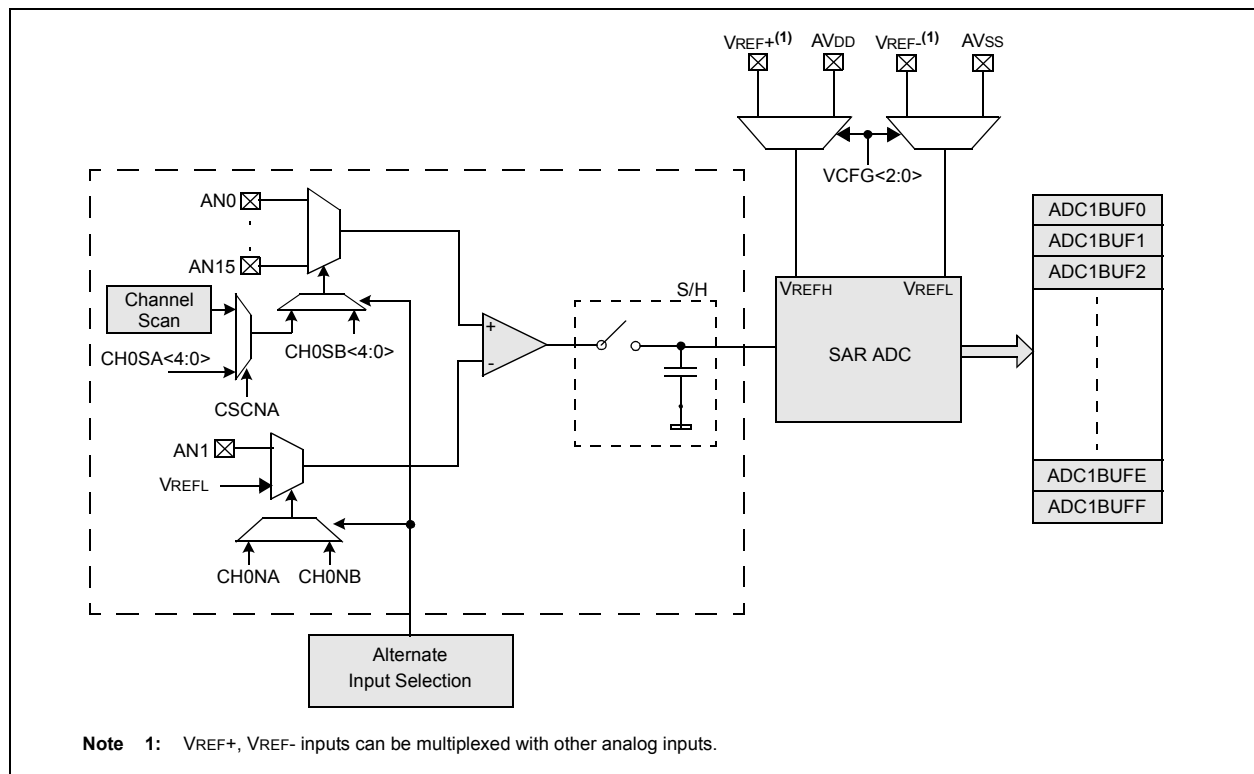 VREF+(1) AVDD VREF-(1) AVSS
VCFG<2:0>
AN0
AN15
Channel
Scan
CH0SA<4:0>
CH0SB<4:0>
CSCNA
AN1
VREFL
CH0NA CH0NB
+
-
S/H
VREFH VREFL
SAR ADC
ADC1BUF0
ADC1BUF1
ADC1BUF2
ADC1BUFE
ADC1BUFF
Alternate
Input Selection
Note 1: VREF+, VREF- inputs can be multiplexed with other analog inputs.